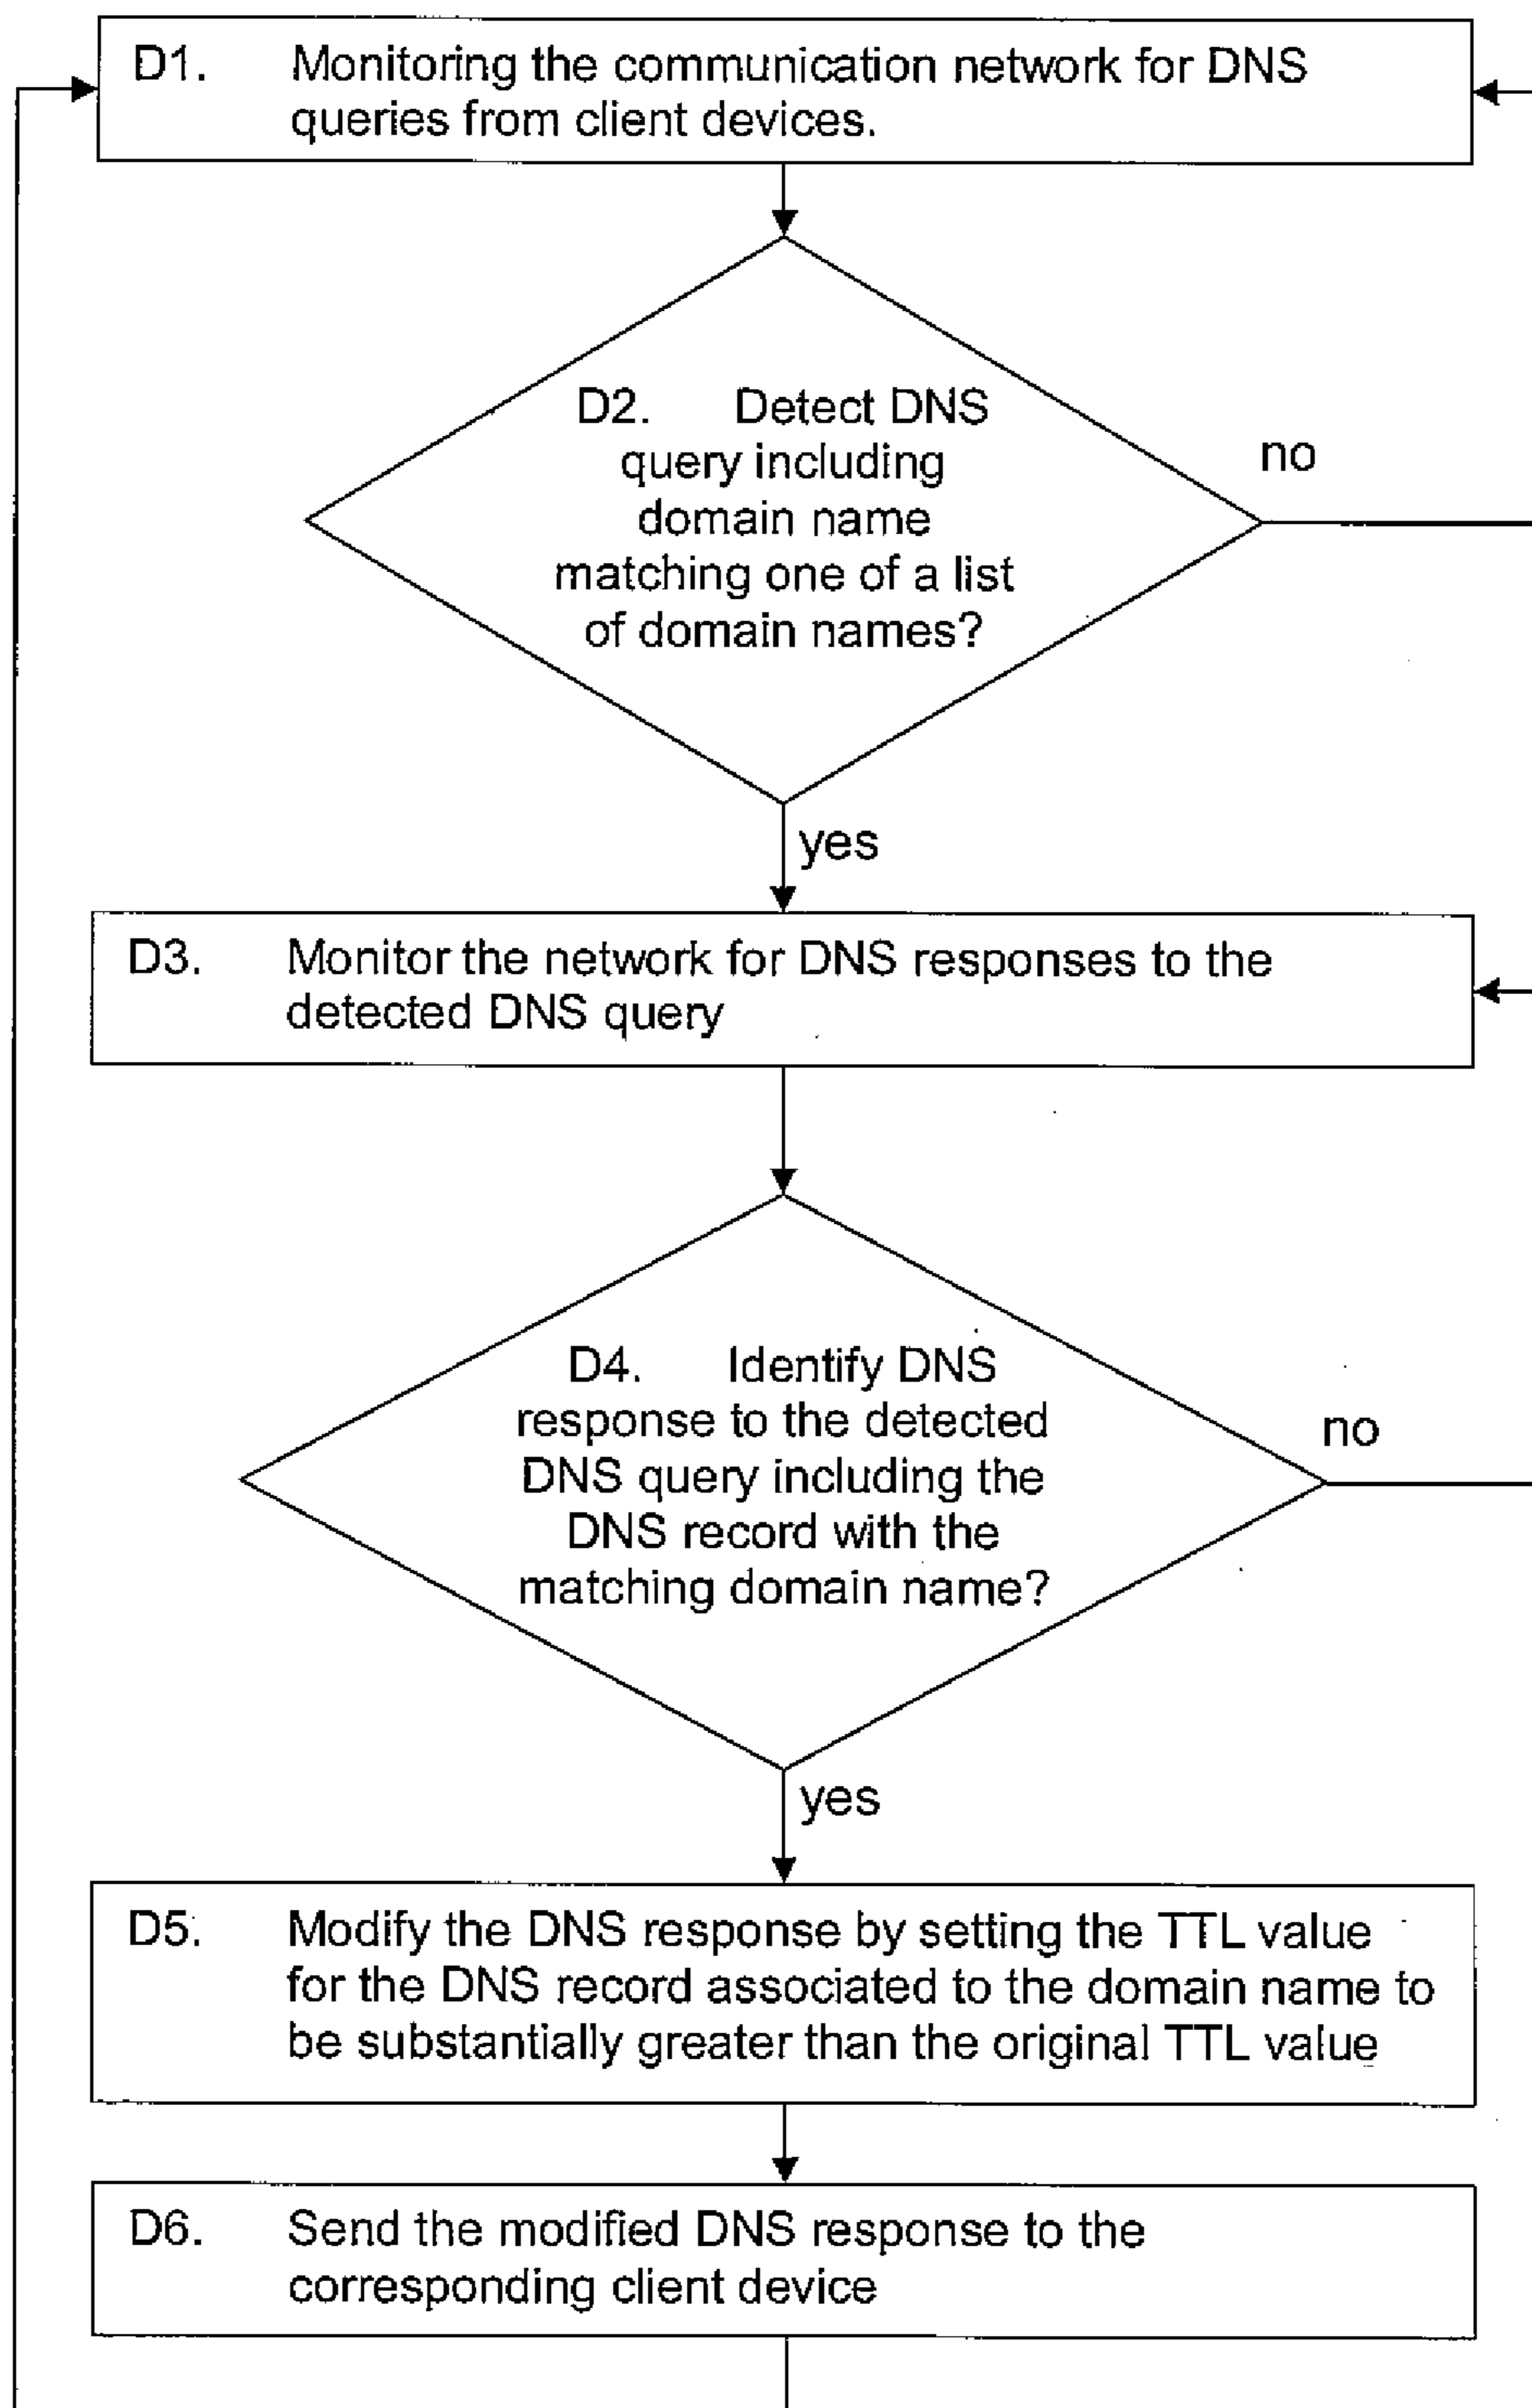 D1. Monitoring the communication network for DNS
queries from client devices.
D2. Detect DNS
query including
domain name
matching one of a list
of domain names?
no
yes
D3. Monitor the network for DNS responses to the
detected DNS query
D4. Identify DNS
response to the detected
DNS query including the
DNS record with the
matching domain name?
no
yes
D5. Modify the DNS response by setting the TTL value
for the DNS record associated to the domain name to
be substantially greater than the original TTL value
D6. Send the modified DNS response to the
corresponding client device